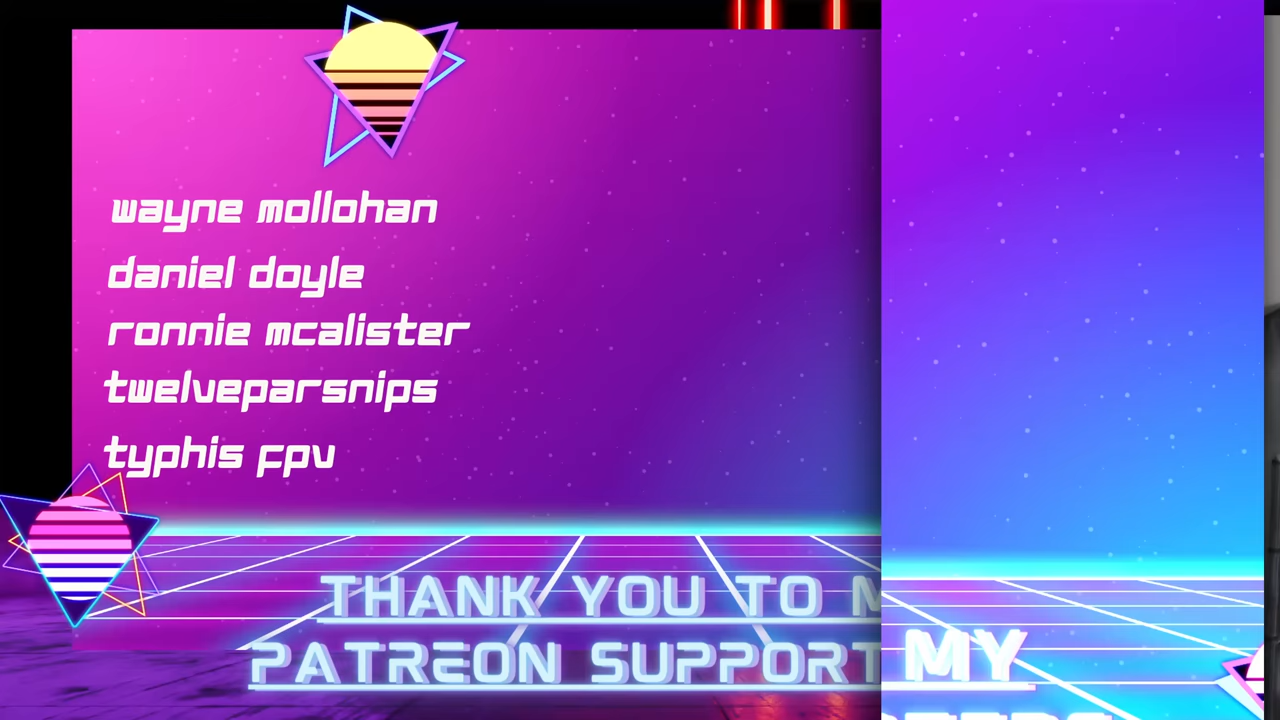 wayne mollohan
daniel doyle
ronnie mcalister
twelveparsnips
typhis fpv
THANK YOU TO M
PATREON SUPPORT
MY